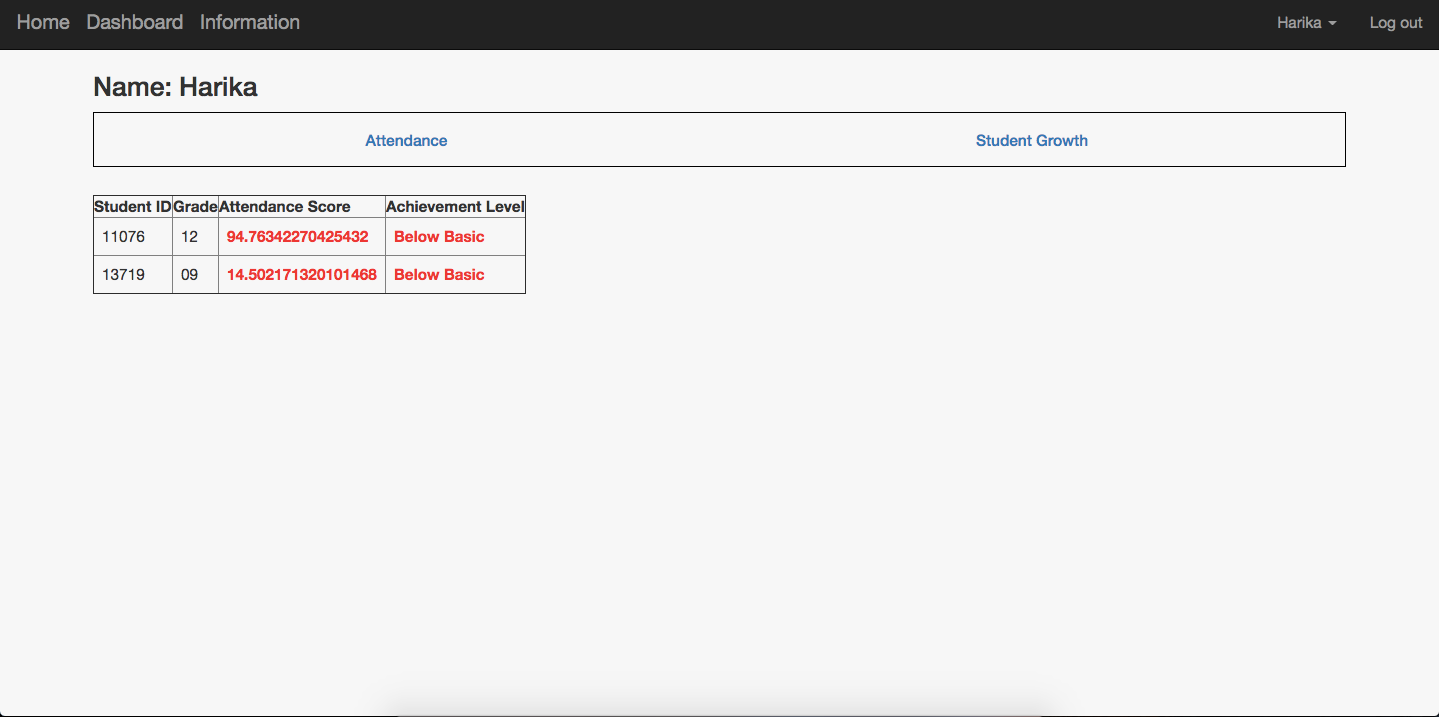 Home Dashboard Information Harika Log out
Name: Harika
Attendance Student Growth
Student ID Grade Attendance Score Achievement Level
11076 12 94.76342270425432 Below Basic
13719 09 14.502171320101468 Below Basic